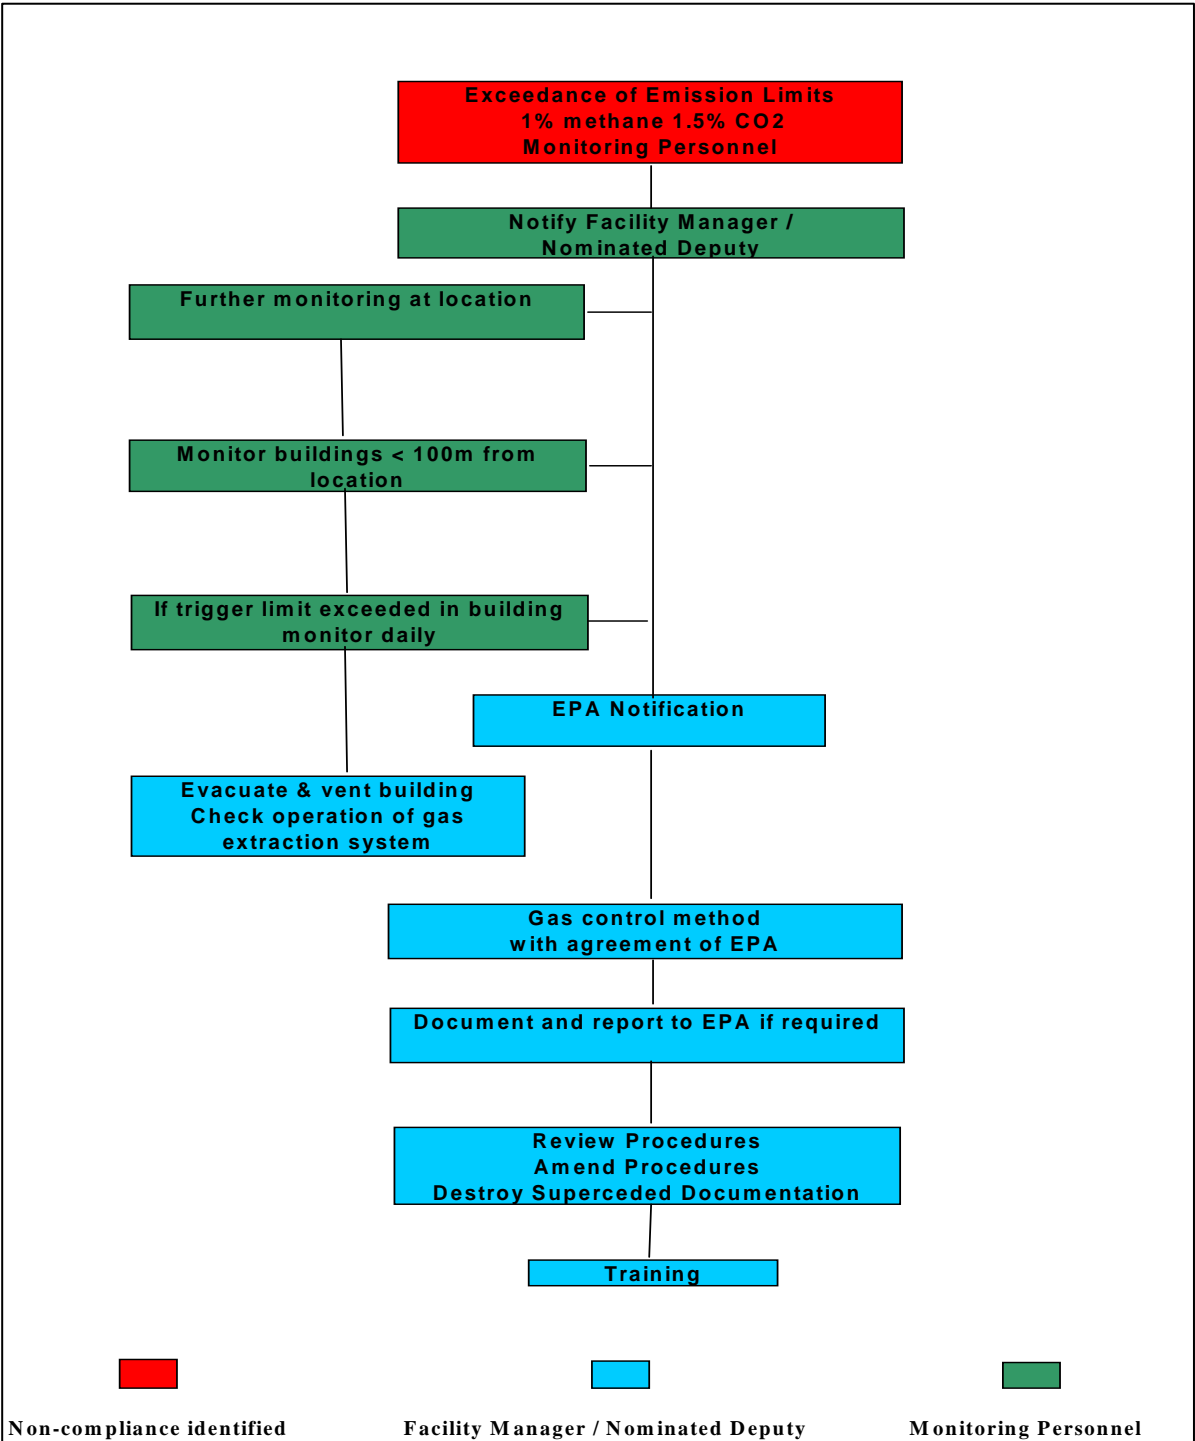 Exceedance of Emission Limits
1% methane 1.5% CO2
Monitoring Personnel
Notify Facility Manager /
Nominated Deputy
Further monitoring at location
Monitor buildings < 100m from
location
If trigger limit exceeded in building
monitor daily
EPA Notification
Evacuate & vent building
Check operation of gas
extraction system
Gas control method
with agreement of EPA
Document and report to EPA if required
Review Procedures
Amend Procedures
Destroy Superceded Documentation
Training
Non-compliance identified
Facility Manager / Nominated Deputy
Monitoring Personnel